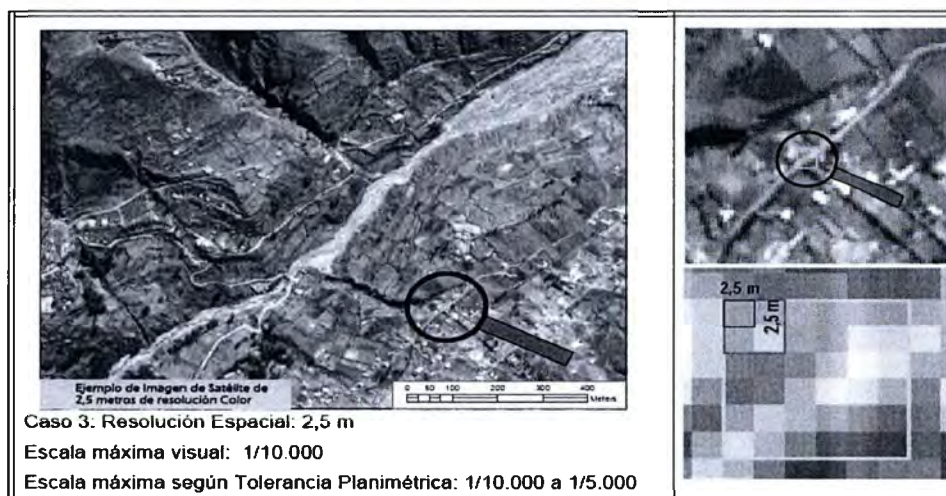 Ejemplo de Imagen de Satélite de
2,5 metros de resolución Color
0 50 100 200 300 400
Meters
Caso 3: Resolución Espacial: 2,5 m
Escala máxima visual: 1/10.000
Escala máxima según Tolerancia Planimétrica: 1/10.000 a 1/5.000
2,5 m
2,5 m